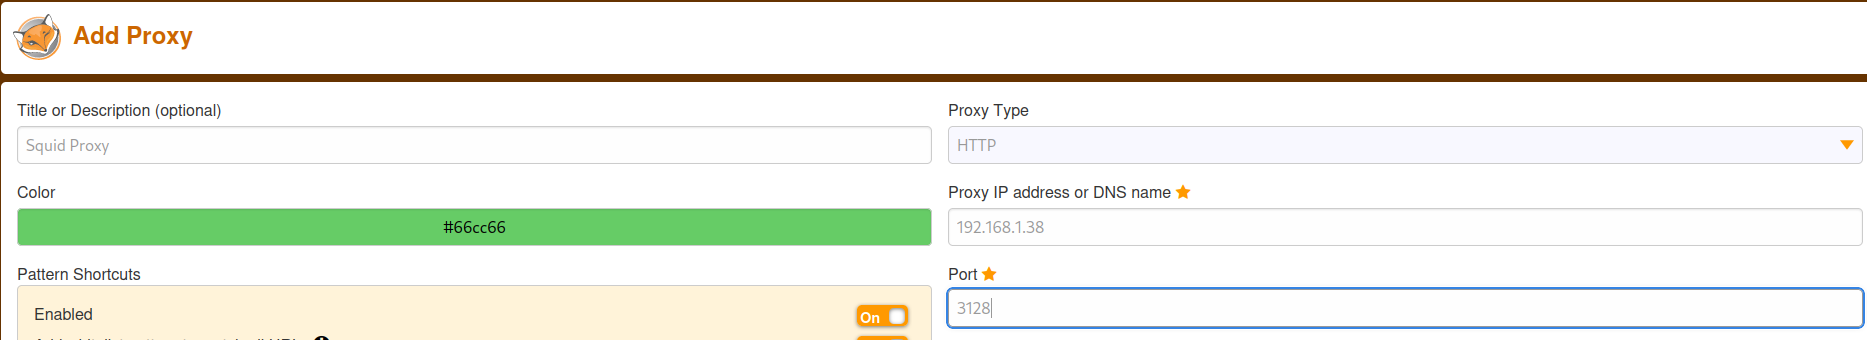 Add Proxy
Title or Description (optional)
Squid Proxy
Color
#66cc66
Pattern Shortcuts
Enabled
On
Proxy Type
HTTP
Proxy IP address or DNS name
192.168.1.38
Port
3128